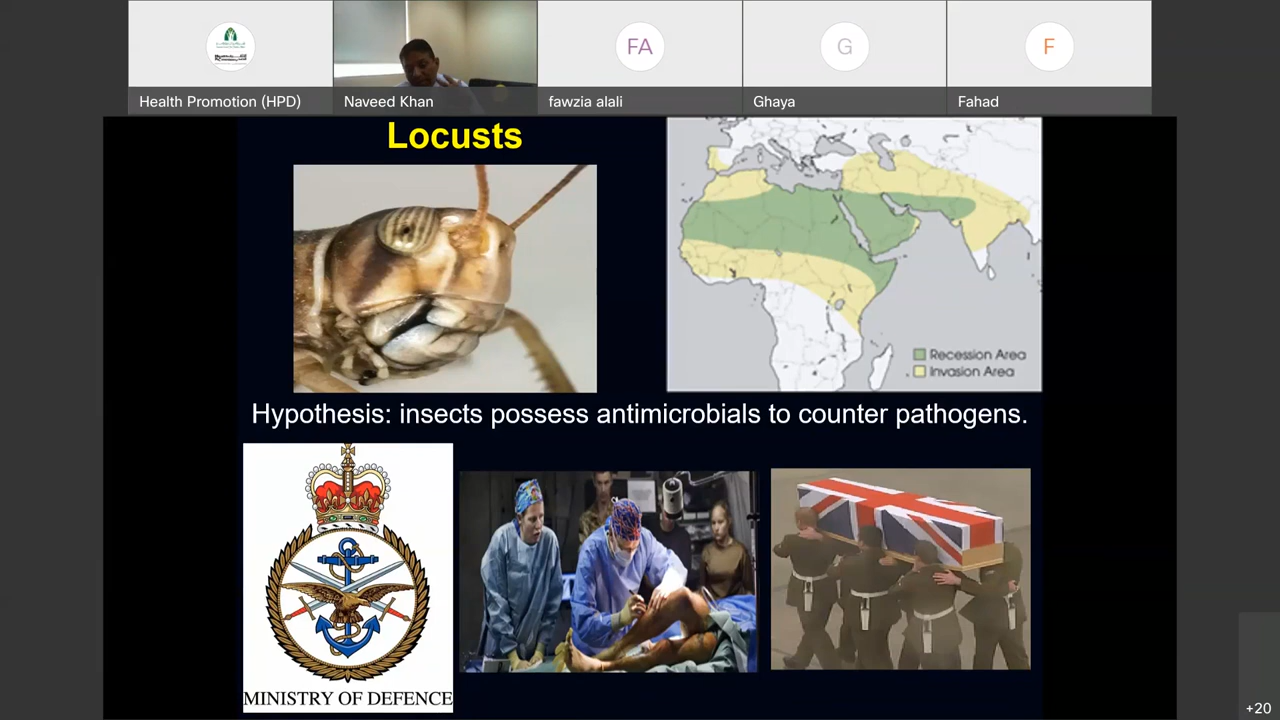 FA
G
F
Health Promotion (HPD)
Naveed Khan
fawzia alali
Ghaya
Fahad
Locusts
Recession Area
Invasion Area
Hypothesis: insects possess antimicrobials to counter pathogens.
MINISTRY OF DEFENCE
+20